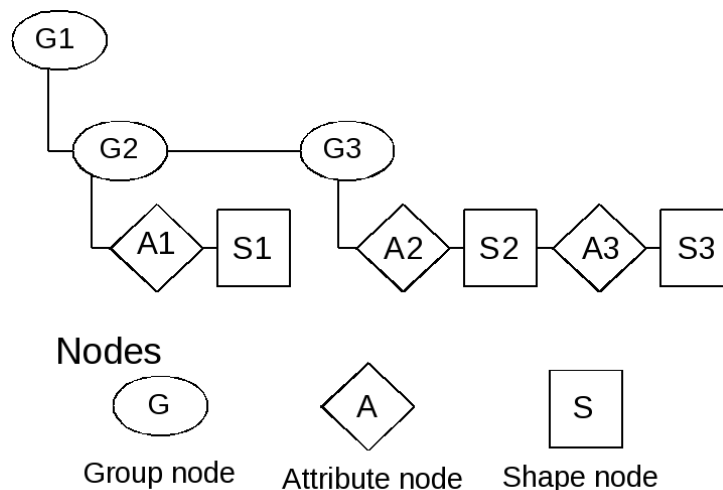 G1
G2 G3
A1 S1 A2 S2 A3 S3
Nodes
G A S
Group node Attribute node Shape node